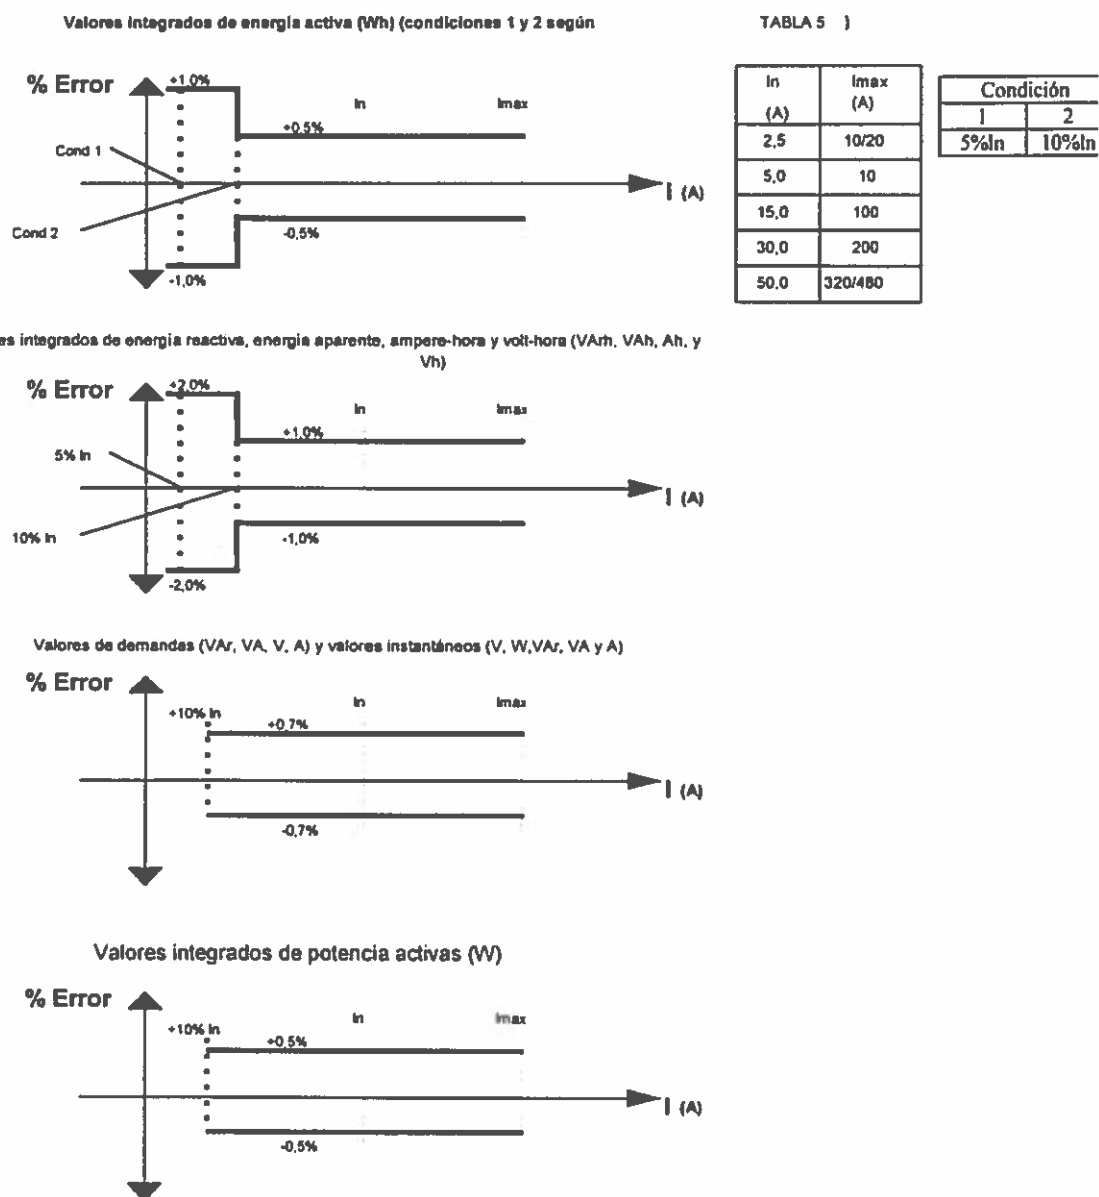 Valores integrados de energía activa (Wh) (condiciones 1 y 2 según TABLA 5 )
% Error
+1,0%
In
Imax
+0,5%
Cond 1
I (A)
Cond 2
-0,5%
-1,0%
In (A) Imax (A)
2,5 10/20
5,0 10
15,0 100
30,0 200
50,0 320/480
Condición
1 2
5%In 10%In
es integrados de energía reactiva, energía aparente, ampere-hora y volt-hora (VArh, VAh, Ah, y
Vh)
% Error
+2,0%
In
Imax
+1,0%
5% In
I (A)
10% In
-1,0%
-2,0%
Valores de demandas (VAr, VA, V, A) y valores instantáneos (V, W,VAr, VA y A)
% Error
+10% In
In
Imax
+0,7%
I (A)
-0,7%
Valores integrados de potencia activas (W)
% Error
+10% In
In
Imax
+0,5%
I (A)
-0,5%